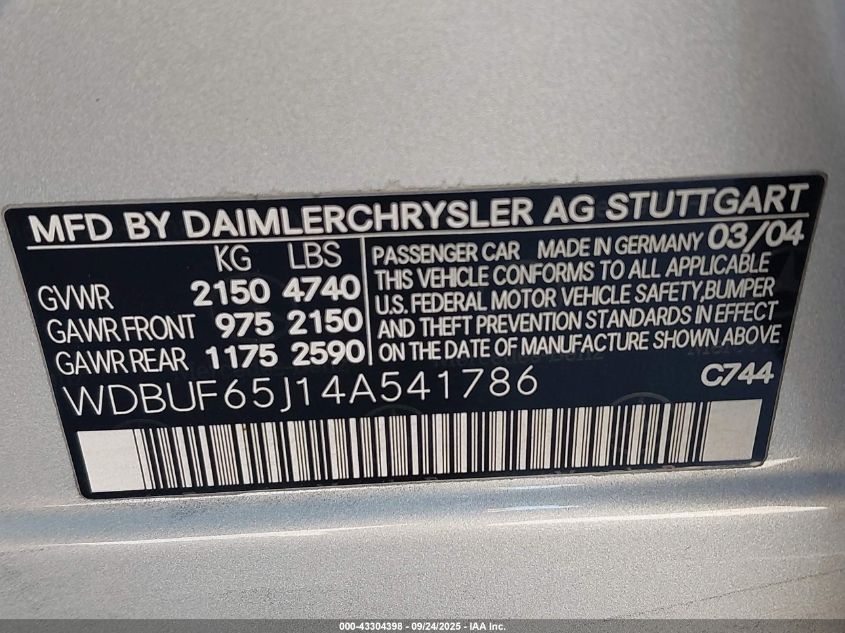 MFD BY DAIMLERCHRYSLER AG STUTTGART
KG LBS
GVWR 2150 4740
GAWR FRONT 975 2150
GAWR REAR 1175 2590
PASSENGER CAR MADE IN GERMANY 03/04
THIS VEHICLE CONFORMS TO ALL APPLICABLE
U.S. FEDERAL MOTOR VEHICLE SAFETY,BUMPER
AND THEFT PREVENTION STANDARDS IN EFFECT
ON THE DATE OF MANUFACTURE SHOWN ABOVE
WDBUF65J14A541786 C744
000-43304398 - 09/24/2025 - IAA Inc.